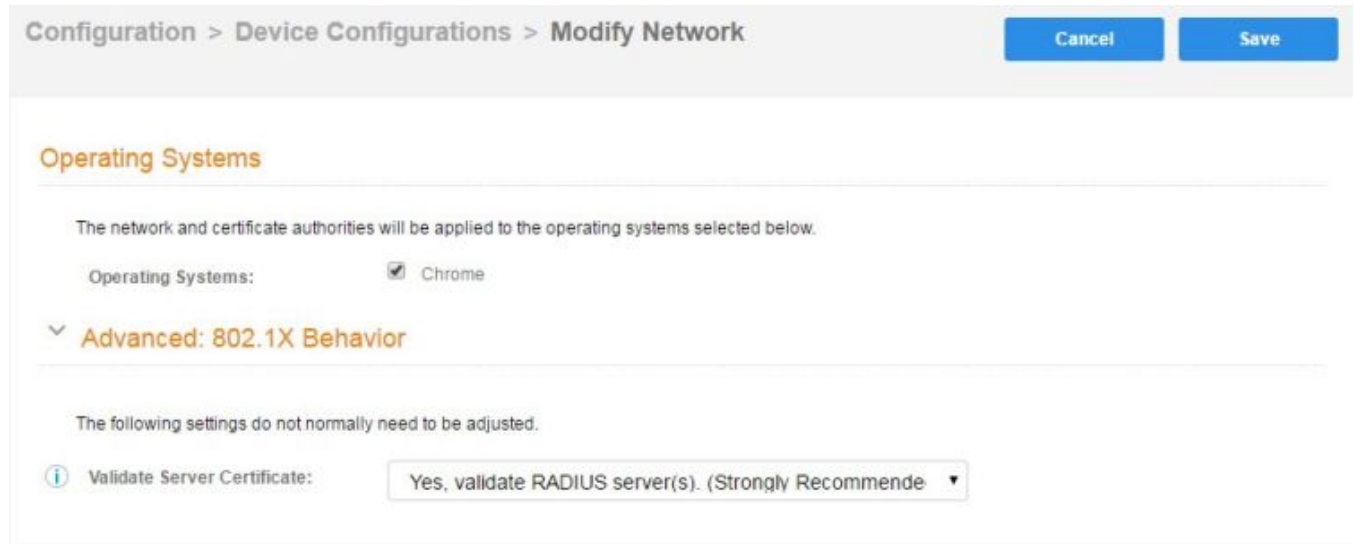 Configuration > Device Configurations > Modify Network
Cancel
Save
Operating Systems
The network and certificate authorities will be applied to the operating systems selected below.
Operating Systems:
Chrome
Advanced: 802.1X Behavior
The following settings do not normally need to be adjusted.
Validate Server Certificate:
Yes, validate RADIUS server(s). (Strongly Recommende